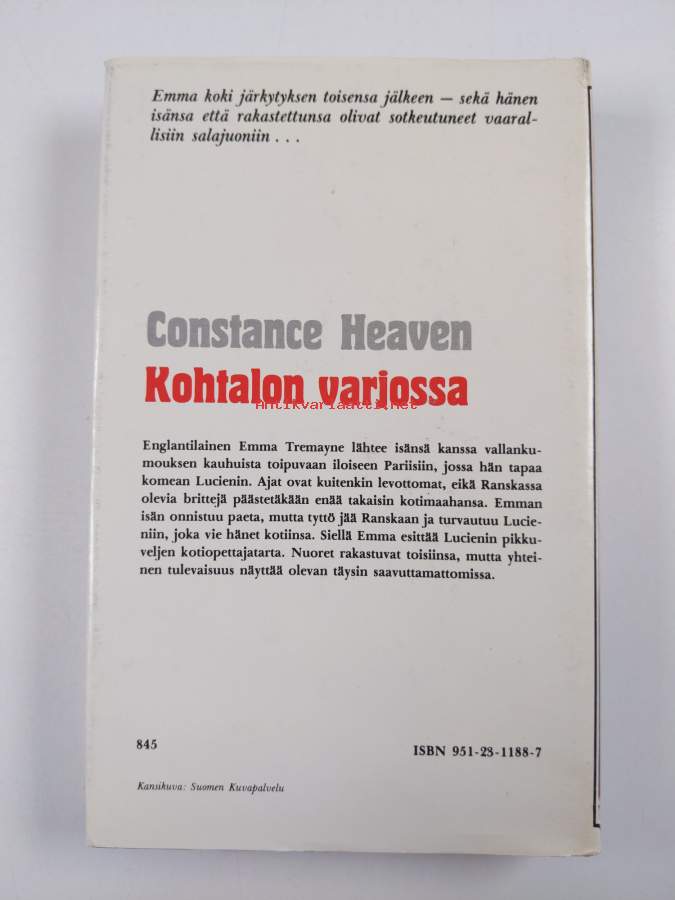 Emma koki järkytyksen toisensa jälkeen — sekä hänen
isänsä että rakastettunsa olivat sotkeutuneet vaaral-
lisiin salajuoniin . . .
Constance Heaven
Kohtalon varjossa
Antikvariaatti.net
Englantilainen Emma Tremayne lähtee isänsä kanssa vallanku-
mouksen kauhuista toipuvaan iloiseen Pariisiin, jossa hän tapaa
komean Lucienin. Ajat ovat kuitenkin levottomat, eikä Ranskassa
olevia brittejä päästetäkään enää takaisin kotimaahansa. Emman
isän onnistuu paeta, mutta tyttö jää Ranskaan ja turvautuu Lucie-
niin, joka vie hänet kotiinsa. Siellä Emma esittää Lucienin pikku-
veljen kotiopettajatarta. Nuoret rakastuvat toisiinsa, mutta yhtei-
nen tulevaisuus näyttää olevan täysin saavuttamattomissa.
845
ISBN 951-23-1188-7
Kansikuva: Suomen Kuvapalvelu